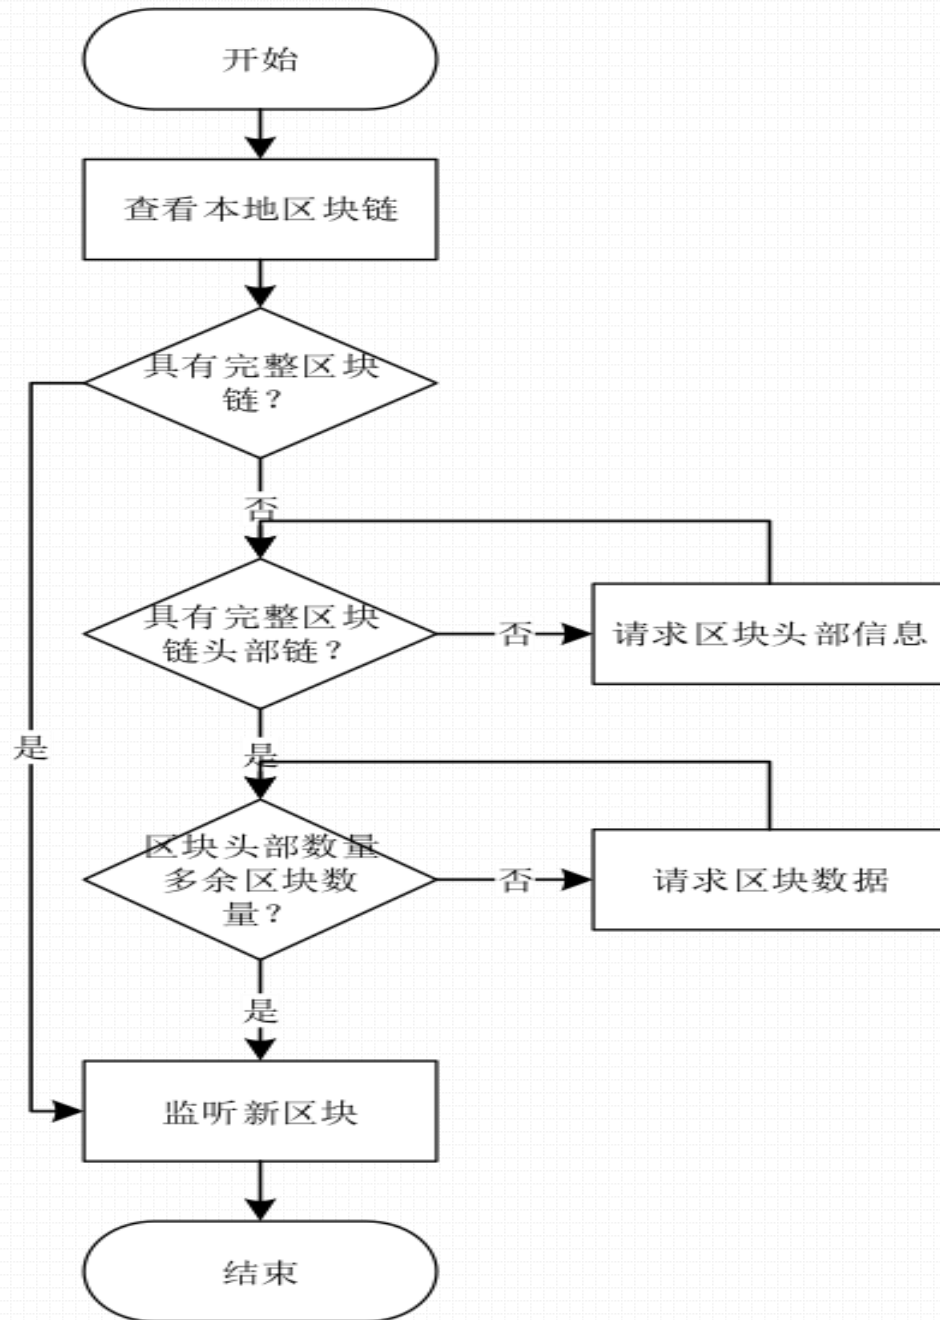 开始
查看本地区块链
具有完整区块
链？
否
具有完整区块
链头部链？
否
请求区块头部信息
是
是
区块头部数量
多余区块数
量？
否
请求区块数据
是
监听新区块
结束